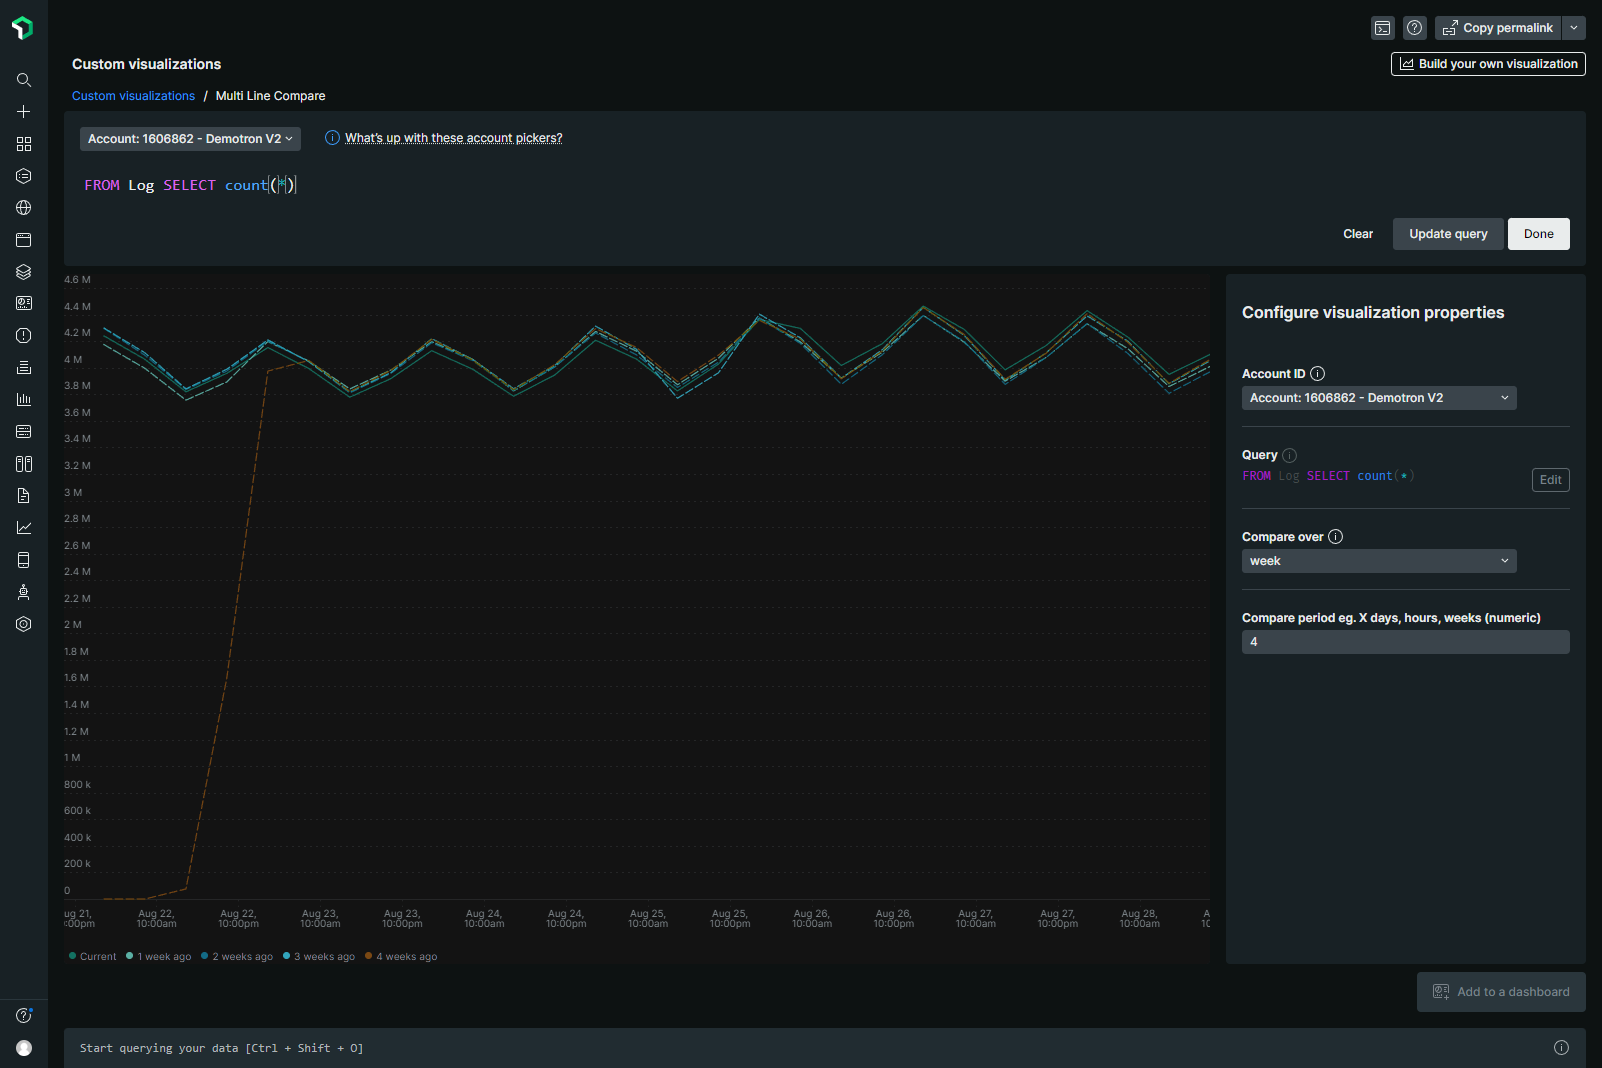 Copy permalink
Custom visualizations
Build your own visualization
Custom visualizations / Multi Line Compare
Account: 1606862 - Demotron V2
What's up with these account pickers?
FROM Log SELECT count(*)
Clear
Update query
Done
4.6 M
4.4 M
4.2 M
4 M
3.8 M
3.6 M
3.4 M
3.2 M
3 M
2.8 M
2.6 M
2.4 M
2.2 M
2 M
1.8 M
1.6 M
1.4 M
1.2 M
1 M
800 k
600 k
400 k
200 k
0
ug 21,
:00pm
Aug 22,
10:00am
Aug 22,
10:00pm
Aug 23,
10:00am
Aug 23,
10:00pm
Aug 24,
10:00am
Aug 24,
10:00pm
Aug 25,
10:00am
Aug 25,
10:00pm
Aug 26,
10:00am
Aug 26,
10:00pm
Aug 27,
10:00am
Aug 27,
10:00pm
Aug 28,
10:00am
A
1(
Current 1 week ago 2 weeks ago 3 weeks ago 4 weeks ago
Configure visualization properties
Account ID
Account: 1606862 - Demotron V2
Query
FROM Log SELECT count(*)
Edit
Compare over
week
Compare period eg. X days, hours, weeks (numeric)
4
Add to a dashboard
Start querying your data [Ctrl + Shift + O]